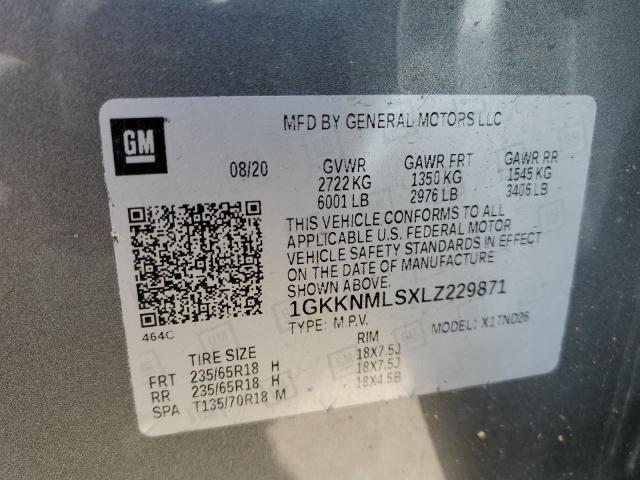 GM
MFD BY GENERAL MOTORS LLC
08/20 GVWR GAWR FRT GAWR RR
2722 KG 1350 KG 1545 KG
6001 LB 2976 LB 3406 LB
THIS VEHICLE CONFORMS TO ALL
APPLICABLE U.S. FEDERAL MOTOR
VEHICLE SAFETY STANDARDS IN EFFECT
ON THE DATE OF MANUFACTURE
SHOWN ABOVE.
1GKKNMLSXLZ229871
TYPE: M.P.V. MODEL: X1TND26
464C
TIRE SIZE RIM
FRT 235/65R18 H 18X7.5J
RR 235/65R18 H 18X7.5J
SPA T135/70R18 M 18X4.5B